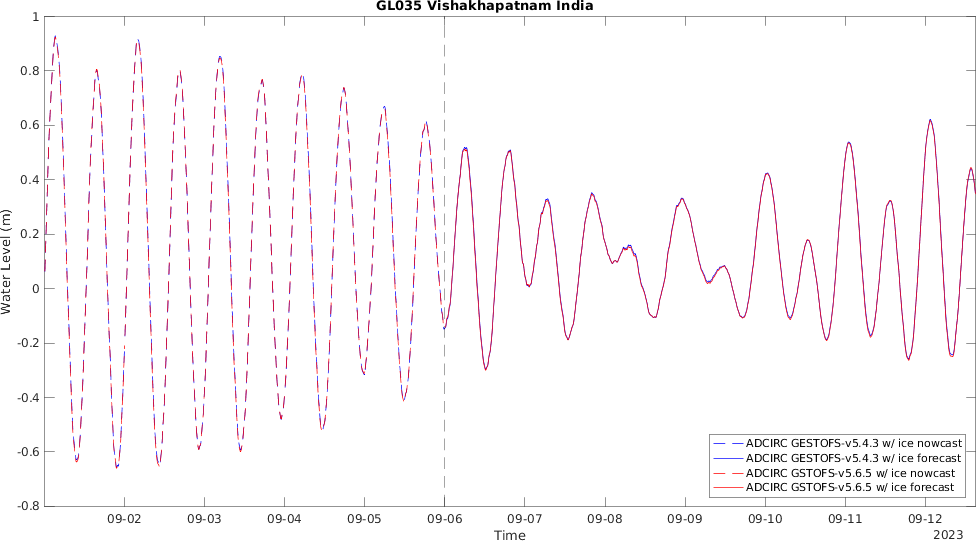 GL035 Vishakhapatnam India
1
0.8
0.6
0.4
0.2
0
-0.2
-0.4
-0.6
-0.8
Water Level (m)
09-02 09-03 09-04 09-05 09-06 09-07 09-08 09-09 09-10 09-11 09-12
Time
2023
ADCIRC GESTOFS-v5.4.3 w/ ice nowcast
ADCIRC GESTOFS-v5.4.3 w/ ice forecast
ADCIRC GSTOFS-v5.6.5 w/ ice nowcast
ADCIRC GSTOFS-v5.6.5 w/ ice forecast